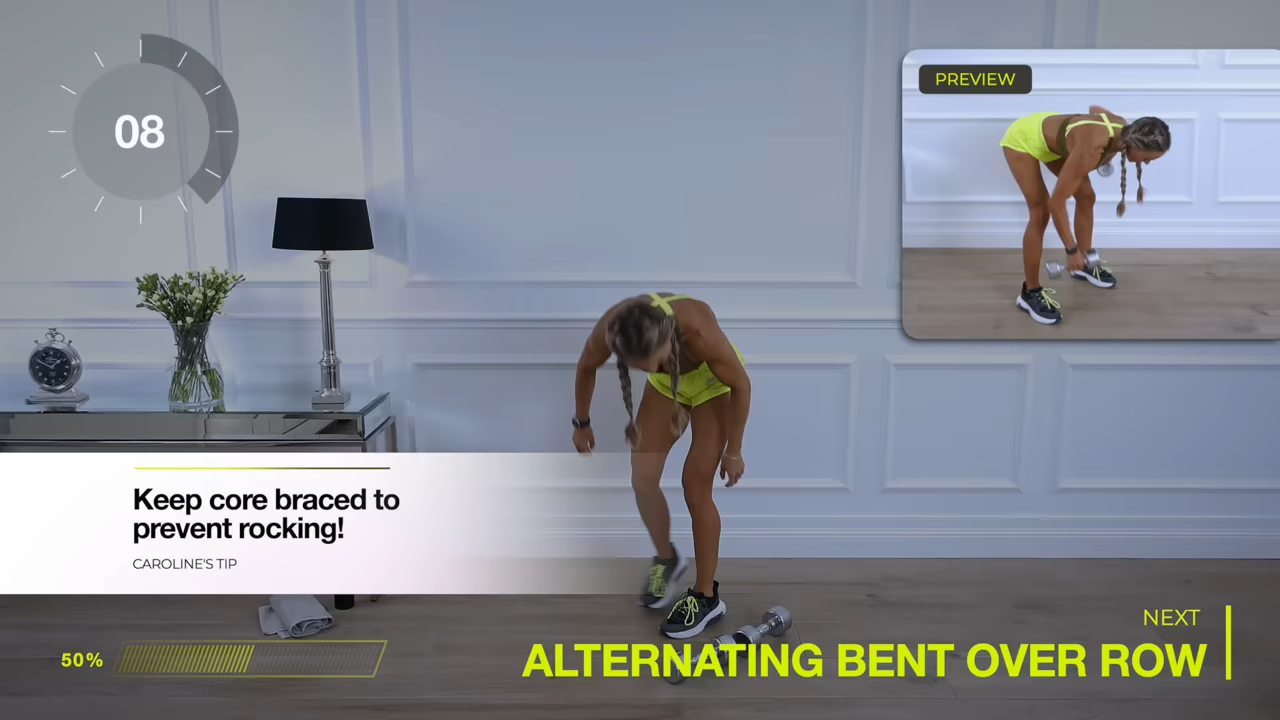 08
PREVIEW
Keep core braced to
prevent rocking!
CAROLINE'S TIP
NEXT
50%
ALTERNATING BENT OVER ROW